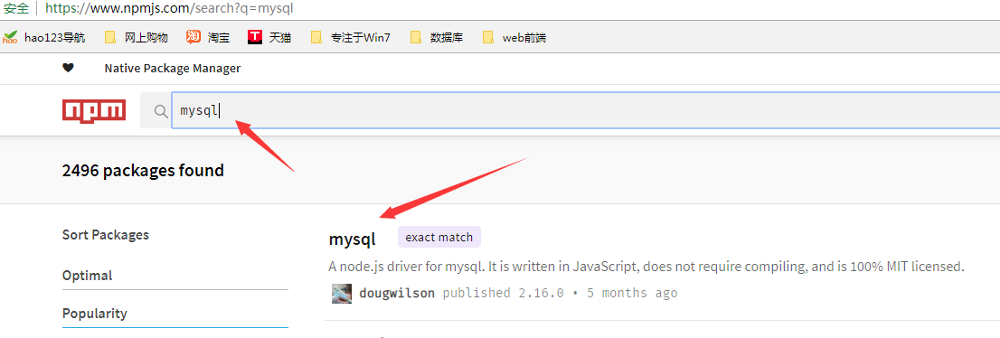 安全 https://www.npmjs.com/search?q=mysql
hao hao123导航 网上购物 淘 淘宝 T 天猫 专注于Win7 数据库 web前端
♥ Native Package Manager
npm mysql
2496 packages found
Sort Packages
mysql exact match
A node.js driver for mysql. It is written in JavaScript, does not require compiling, and is 100% MIT licensed.
Optimal
dougwilson published 2.16.0 • 5 months ago
Popularity